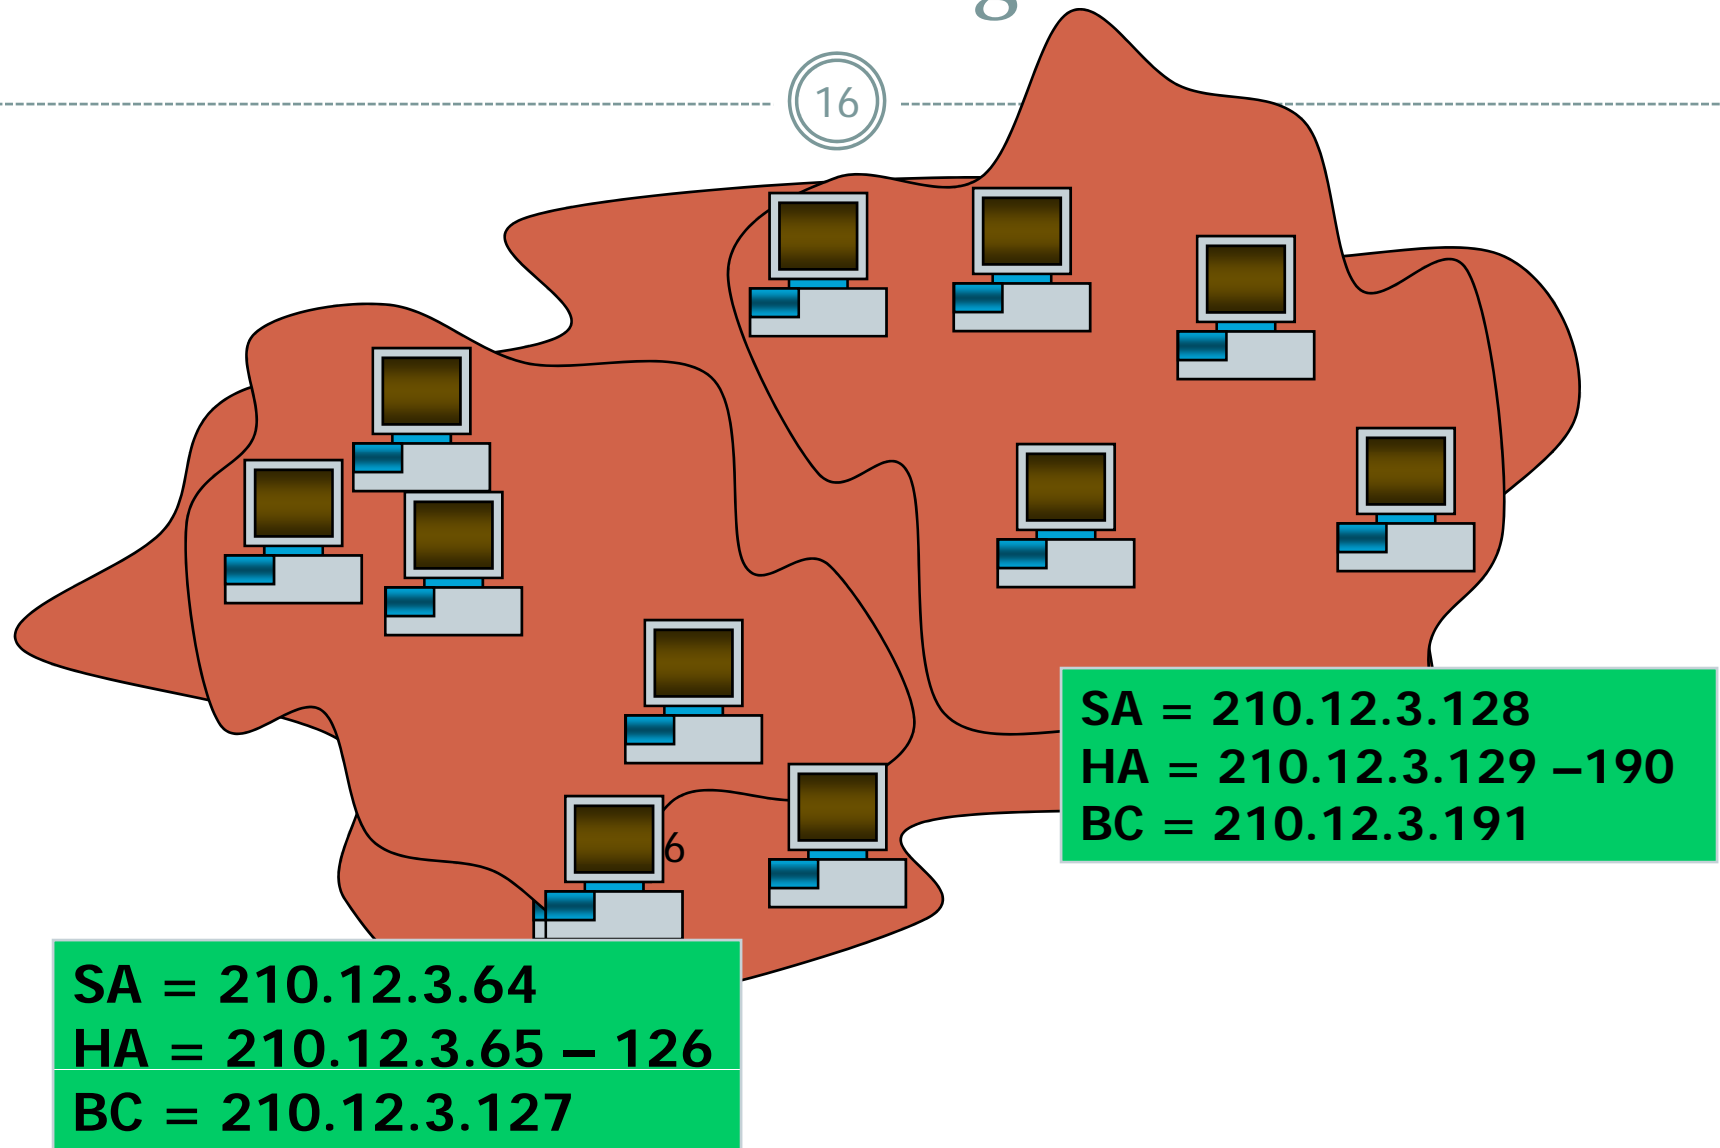 16
SA = 210.12.3.128
HA = 210.12.3.129 –190
BC = 210.12.3.191
6
SA = 210.12.3.64
HA = 210.12.3.65 – 126
BC = 210.12.3.127